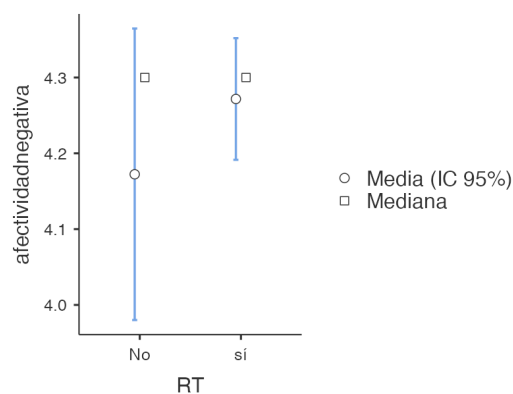 afectividadnegativa
4.3
4.2
4.1
4.0
No
sí
RT
Media (IC 95%)
Mediana